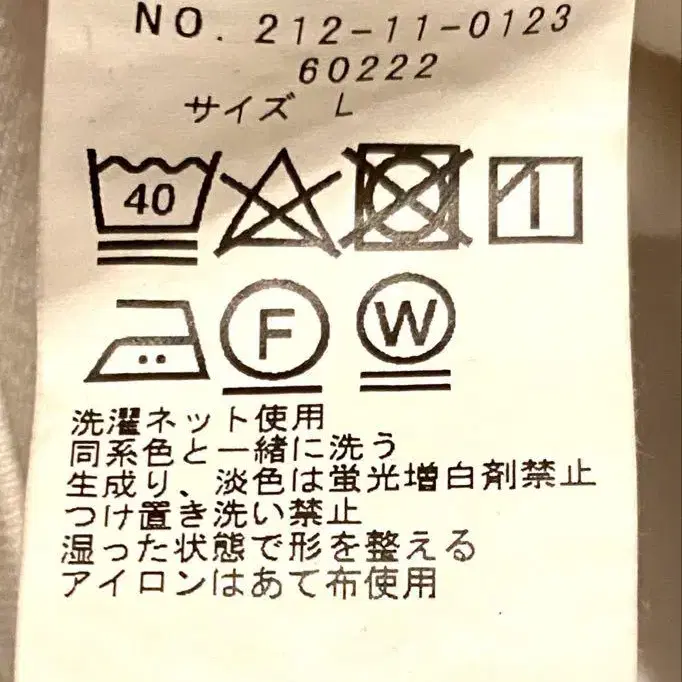 NO. 212-11-0123
60222
サイズ L
40
F W
洗濯ネット使用
同系色と一緒に洗う
生成り、淡色は蛍光増白剤禁止
つけ置き洗い禁止
湿った状態で形を整える
アイロンはあて布使用